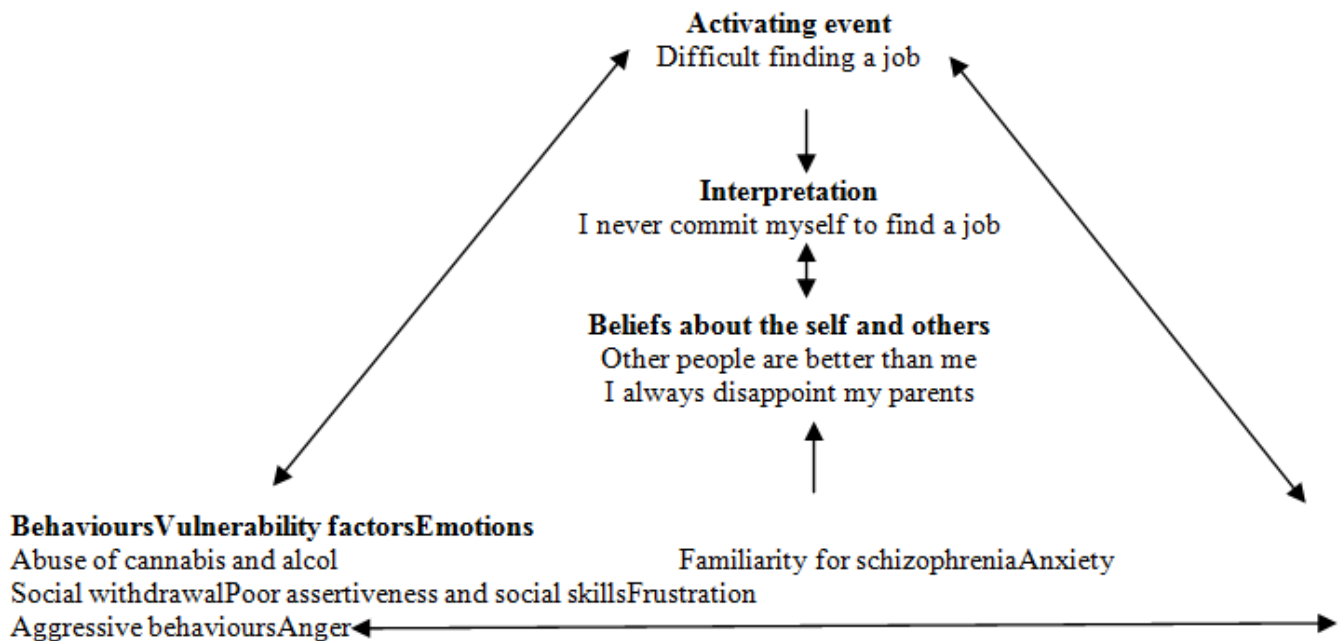 Activating event
Difficult finding a job
Interpretation
I never commit myself to find a job
Beliefs about the self and others
Other people are better than me
I always disappoint my parents
BehavioursVulnerability factorsEmotions
Abuse of cannabis and alcol Familiarity for schizophreniaAnxiety
Social withdrawalPoor assertiveness and social skillsFrustration
Aggressive behavioursAnger